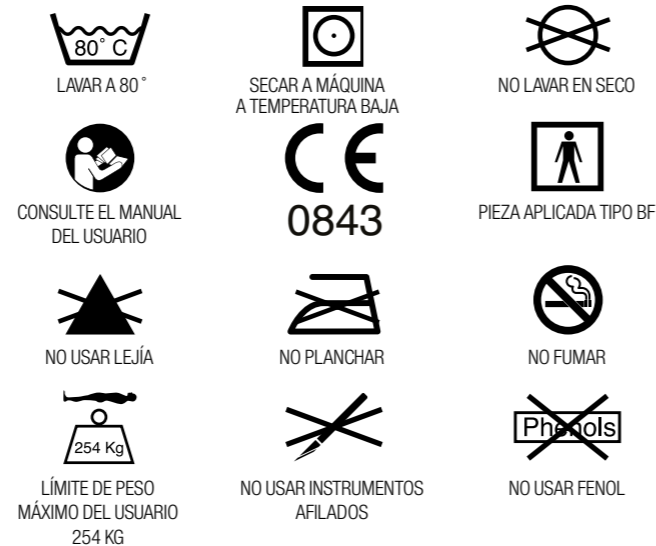 80° C
LAVAR A 80°
SECAR A MÁQUINA
A TEMPERATURA BAJA
NO LAVAR EN SECO
CONSULTE EL MANUAL
DEL USUARIO
CE
0843
PIEZA APLICADA TIPO BF
NO USAR LEJÍA
NO PLANCHAR
NO FUMAR
254 Kg
LÍMITE DE PESO
MÁXIMO DEL USUARIO
254 KG
NO USAR INSTRUMENTOS
AFILADOS
Phenols
NO USAR FENOL